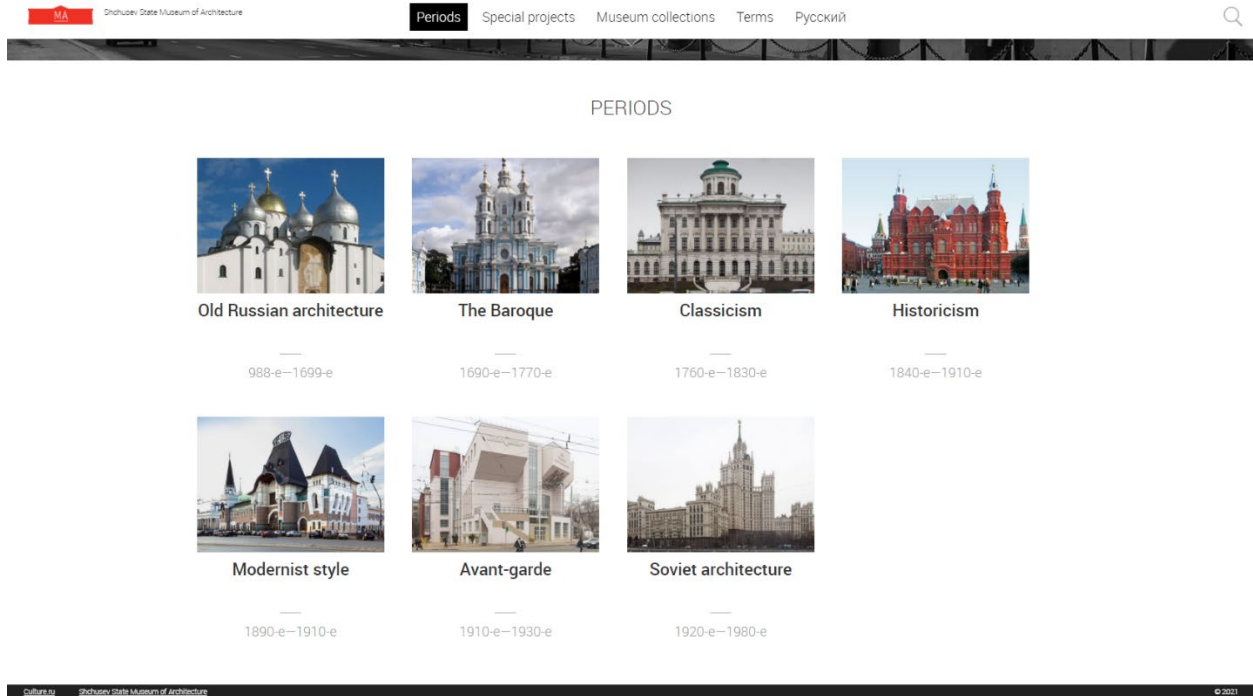 MA
Shchusev State Museum of Architecture
Periods Special projects Museum collections Terms Русский
PERIODS
Old Russian architecture
988-е—1699-е
The Baroque
1690-е—1770-е
Classicism
1760-е—1830-е
Historicism
1840-е—1910-е
Modernist style
1890-е—1910-е
Avant-garde
1910-е—1930-е
Soviet architecture
1920-е—1980-е
Culture.ru Shchusev State Museum of Architecture © 2021